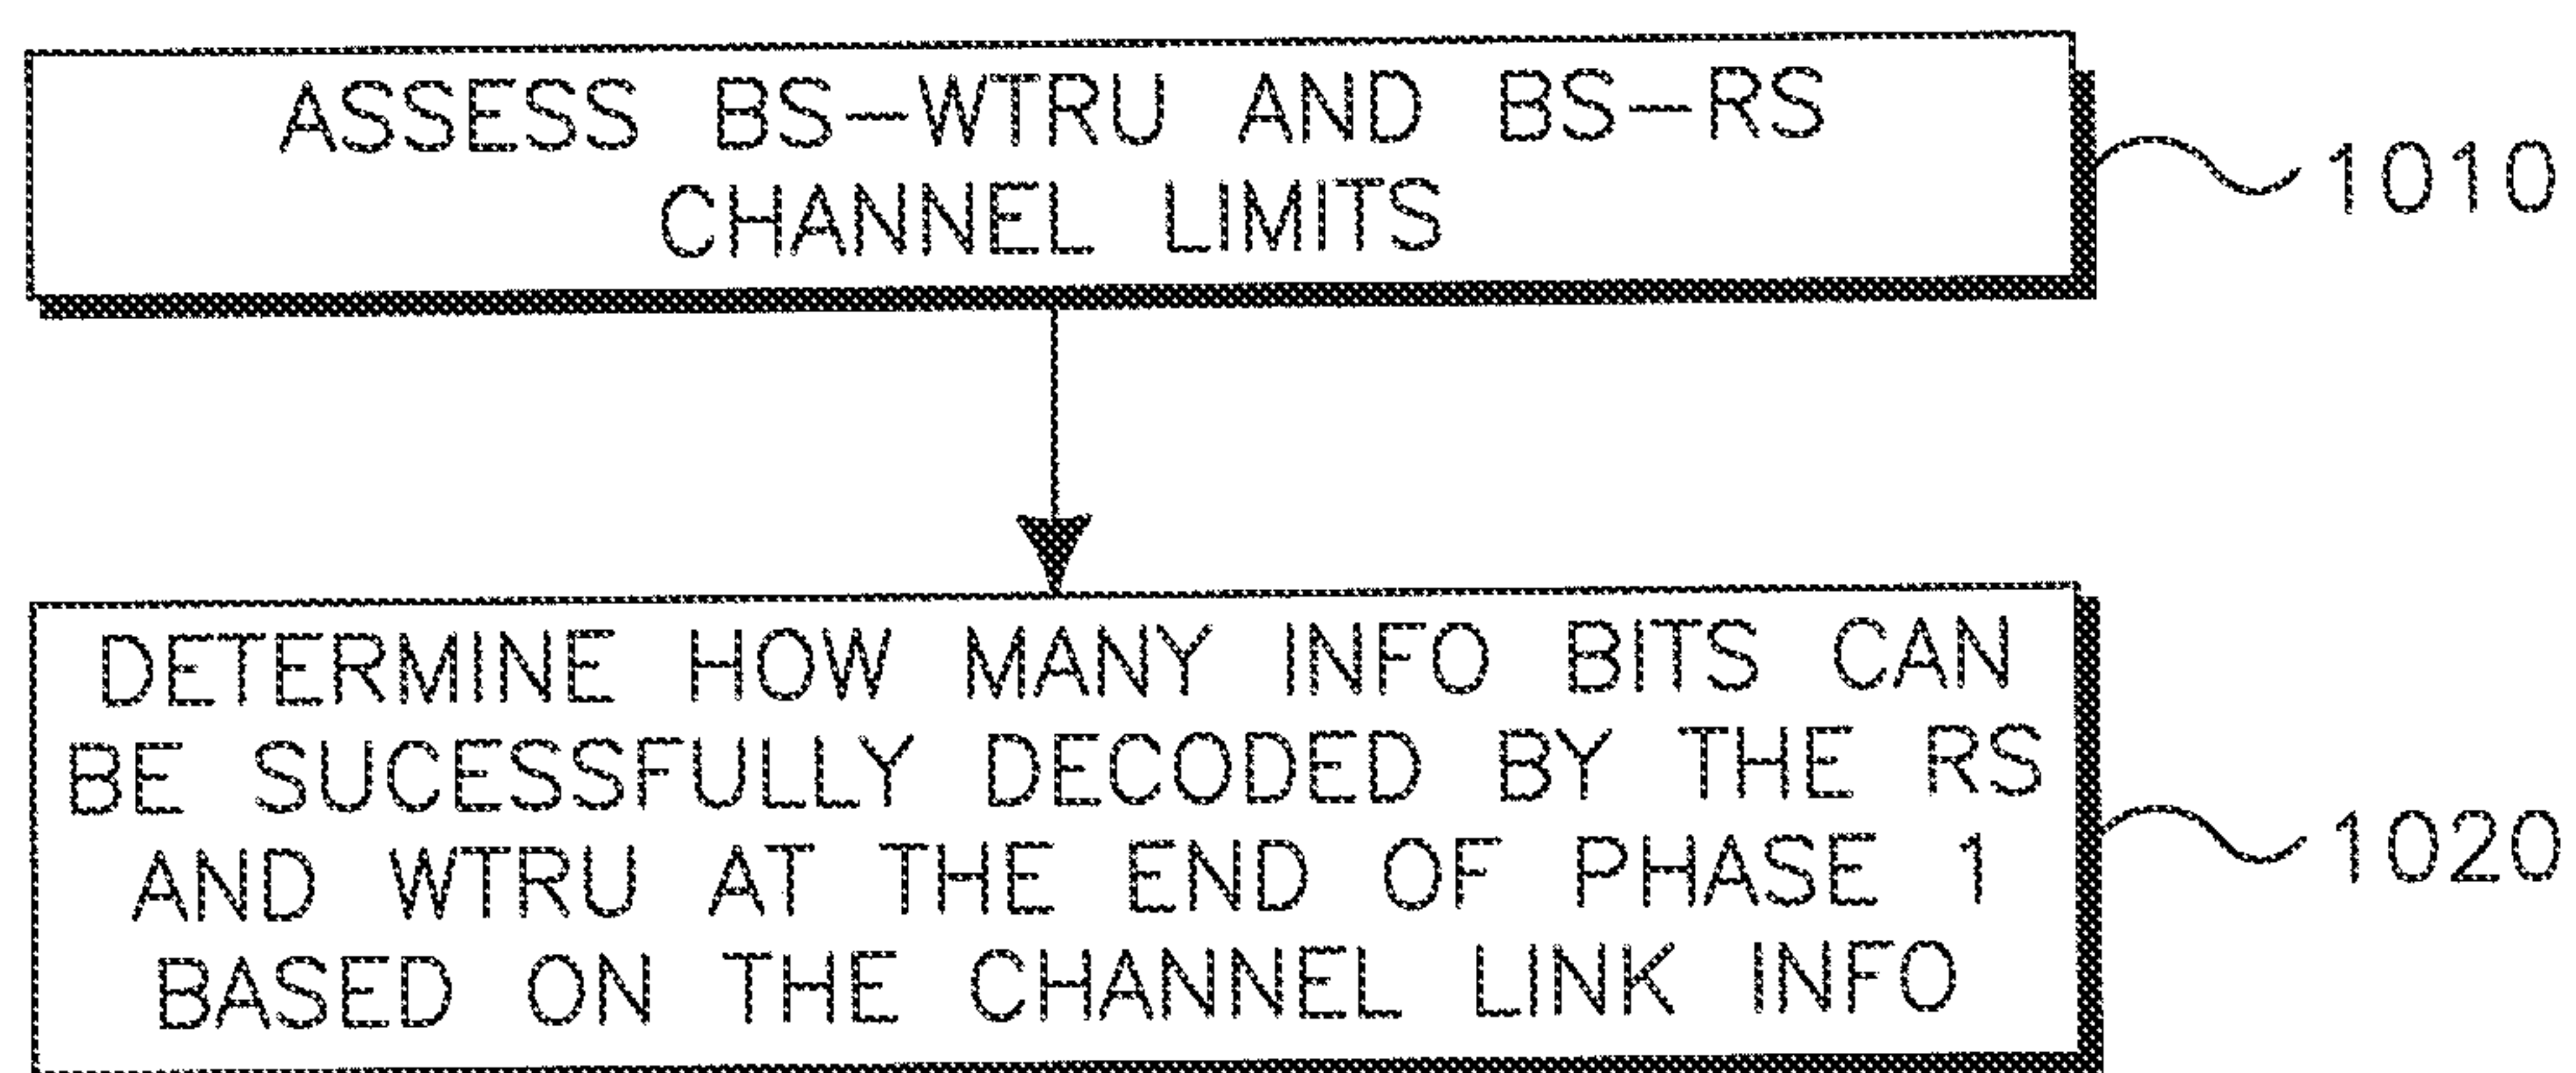 ASSESS BS-WTRU AND BS-RS
CHANNEL LIMITS
1010
DETERMINE HOW MANY INFO BITS CAN
BE SUCESSFULLY DECODED BY THE RS
AND WTRU AT THE END OF PHASE 1
BASED ON THE CHANNEL LINK INFO
1020